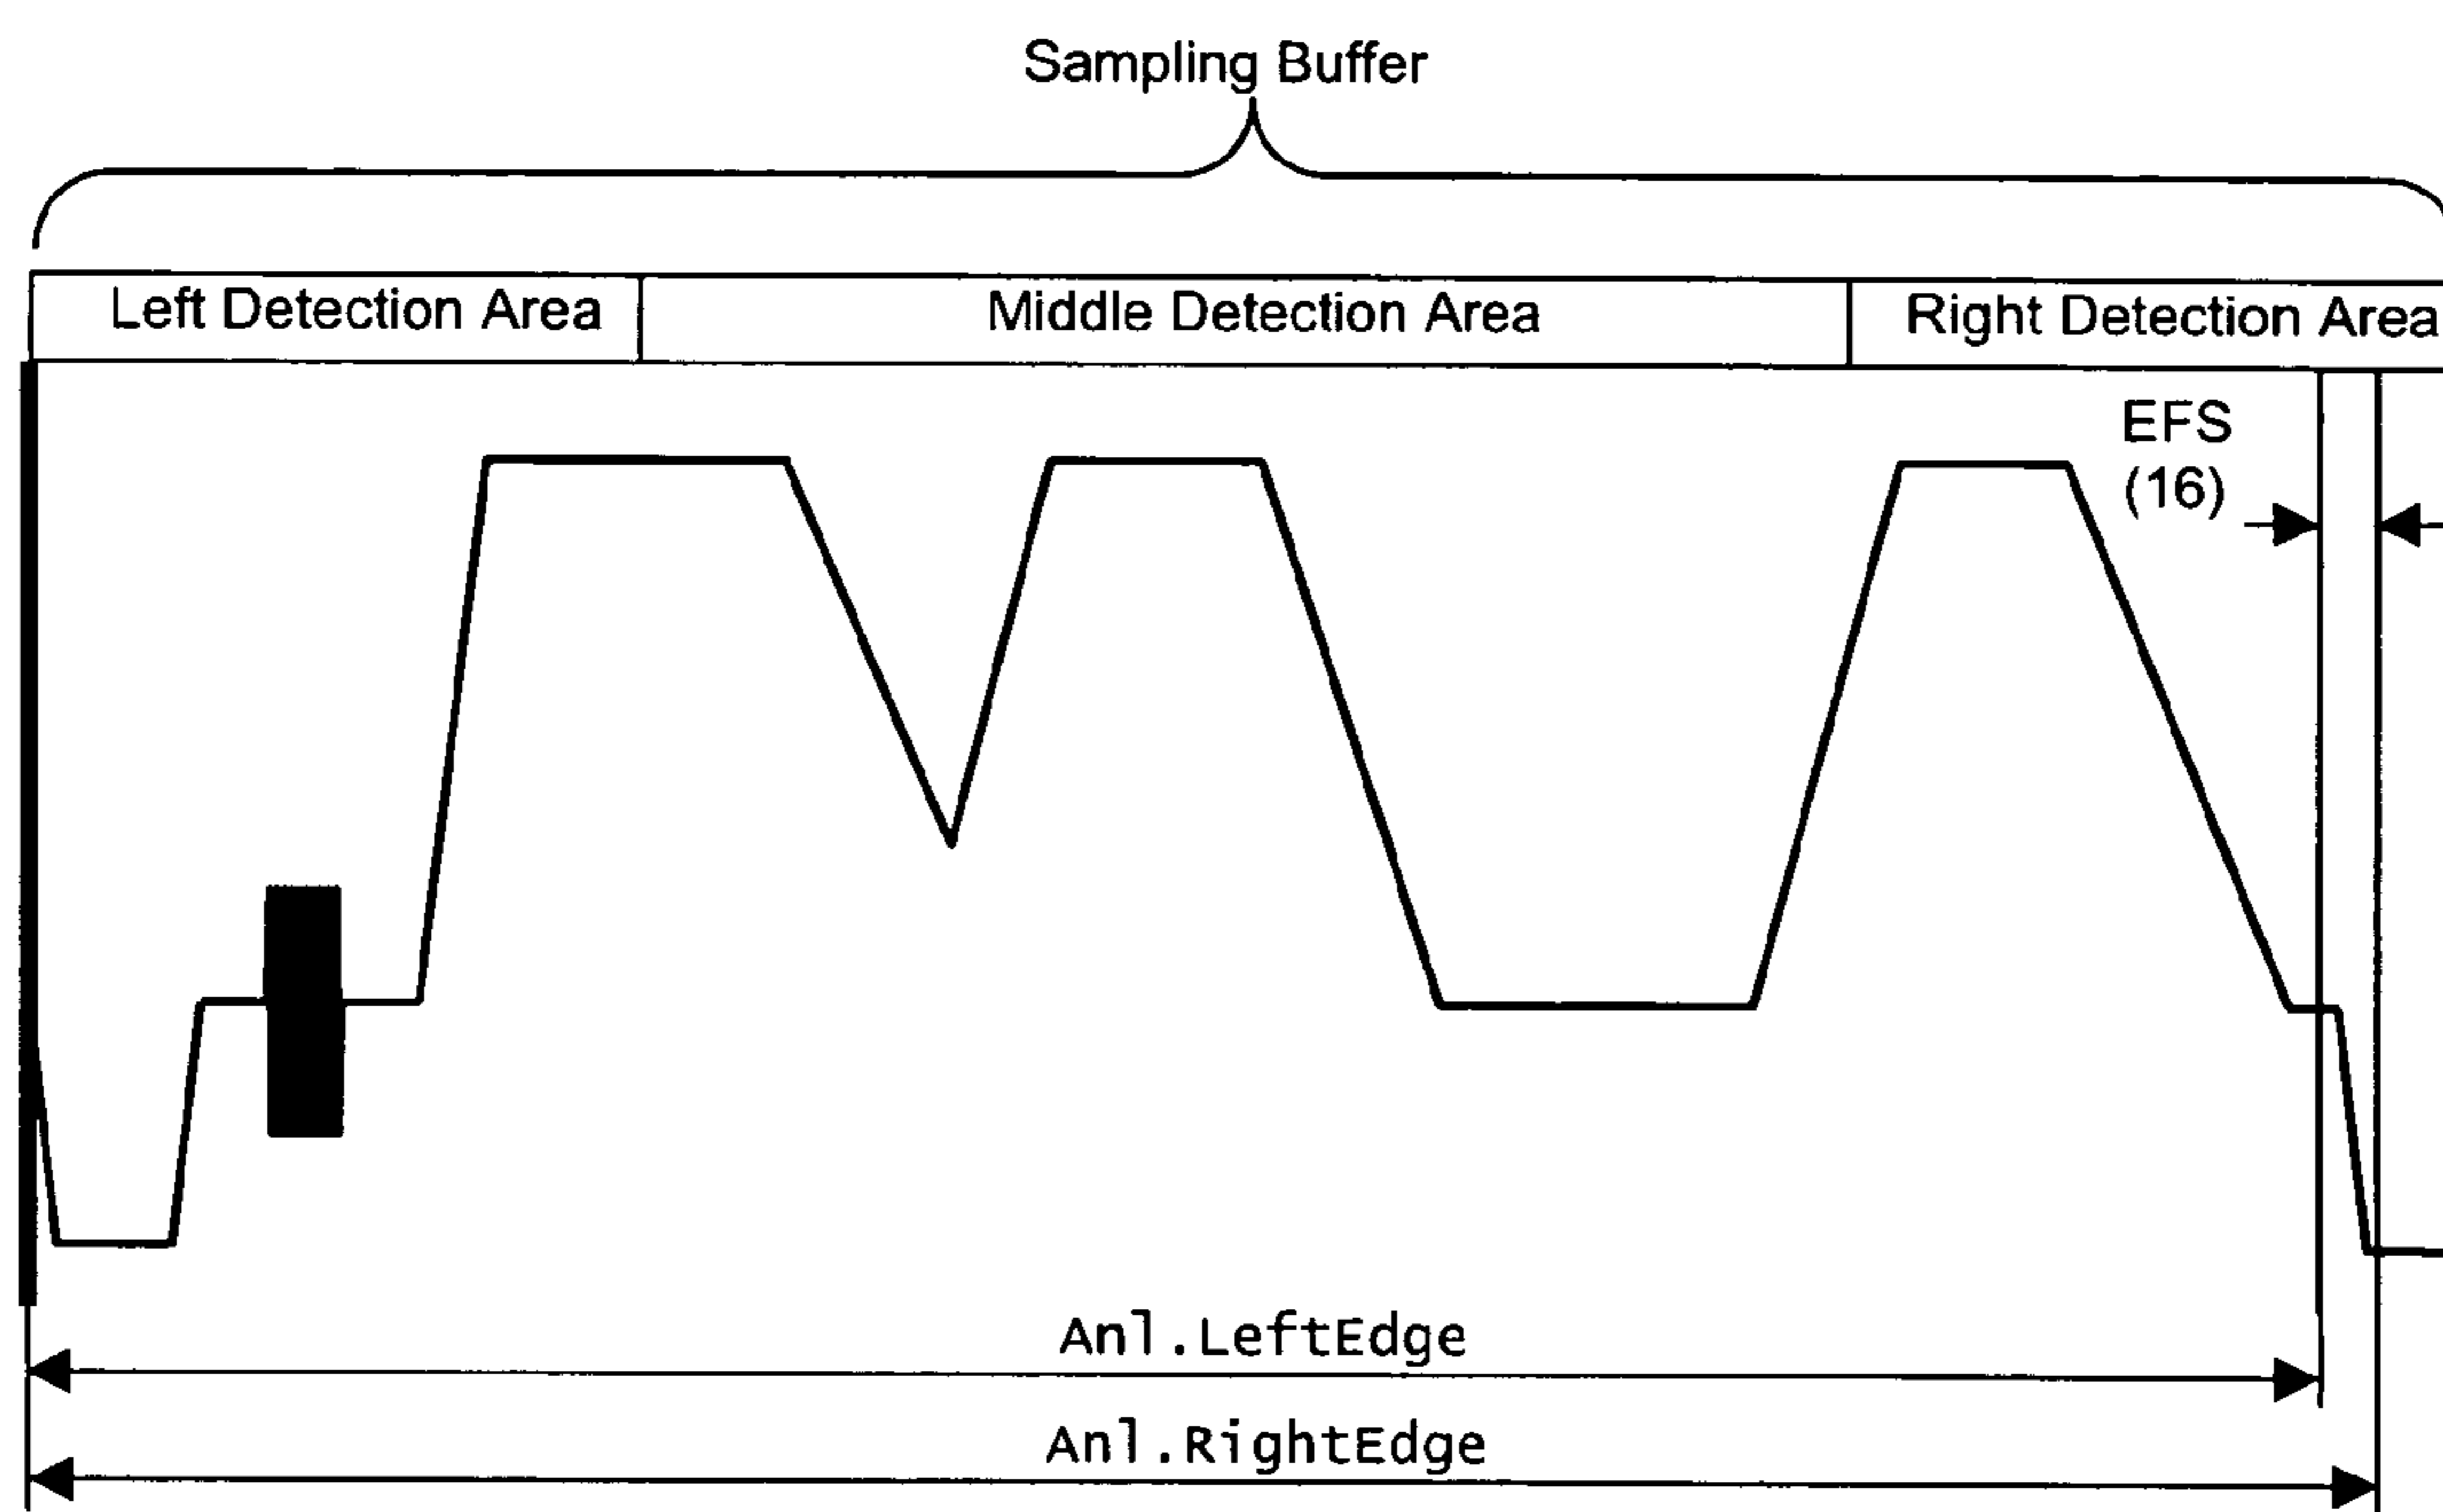 Sampling Buffer
Left Detection Area
Middle Detection Area
Right Detection Area
EFS
(16)
Anl.LeftEdge
Anl.RightEdge